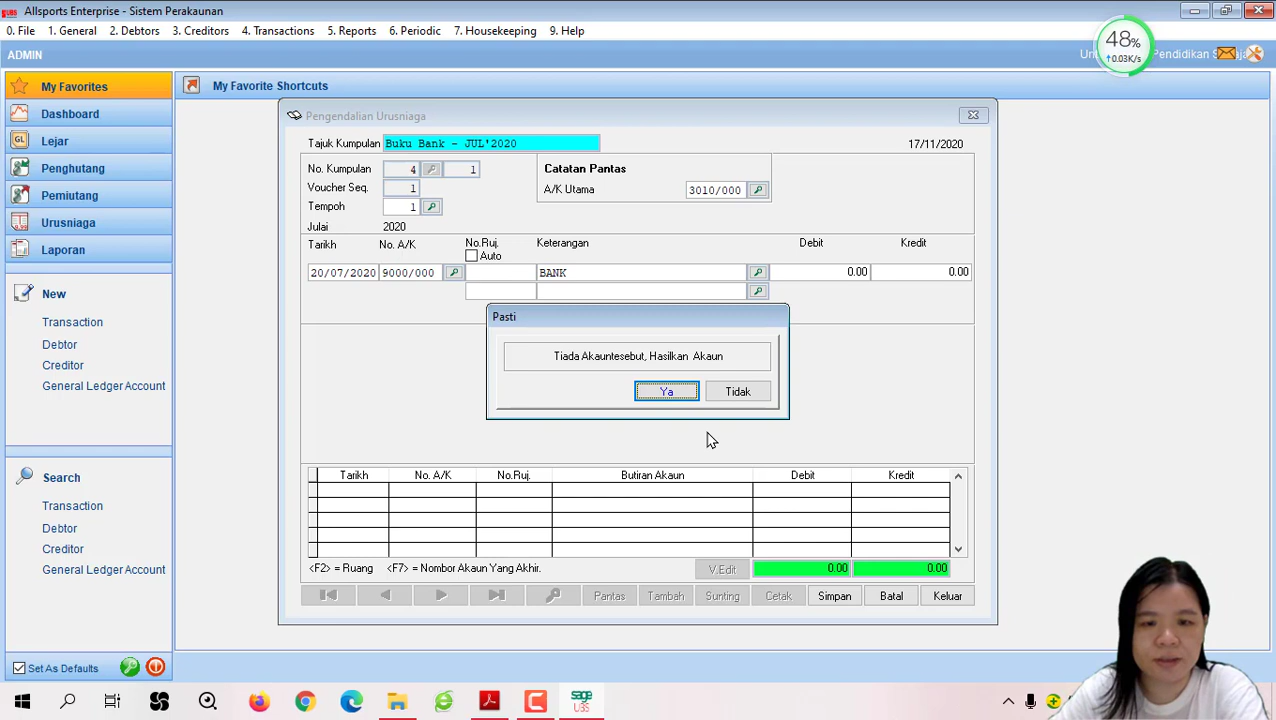 Allsports Enterprise - Sistem Perakaunan
0. File 1. General 2. Debtors 3. Creditors 4. Transactions 5. Reports 6. Periodic 7. Housekeeping 9. Help
48%
↑0.03K/s
ADMIN
Pendidikan
My Favorites
My Favorite Shortcuts
Dashboard
Lejar
Penghutang
Pemiutang
Urusniaga
Laporan
New
Transaction
Debtor
Creditor
General Ledger Account
Search
Transaction
Debtor
Creditor
General Ledger Account
Set As Defaults
Pengendalian Urusniaga
Tajuk Kumpulan Buku Bank - JUL'2020 17/11/2020
No. Kumpulan 4 1 Catatan Pantas
Voucher Seq. 1 A/K Utama 3010/000
Tempoh 1
Julai 2020
Tarikh No. A/K No.Ruj. Keterangan Debit Kredit
Auto
20/07/2020 9000/000 BANK 0.00 0.00
Pasti
Tiada Akauntesebut, Hasilkan Akaun
Ya Tidak
Tarikh No. A/K No.Ruj. Butiran Akaun Debit Kredit
<F2> = Ruang <F7> = Nombor Akaun Yang Akhir. V.Edit 0.00 0.00
Pantas Tambah Sunting Cetak Simpan Batal Keluar
sage
UBS